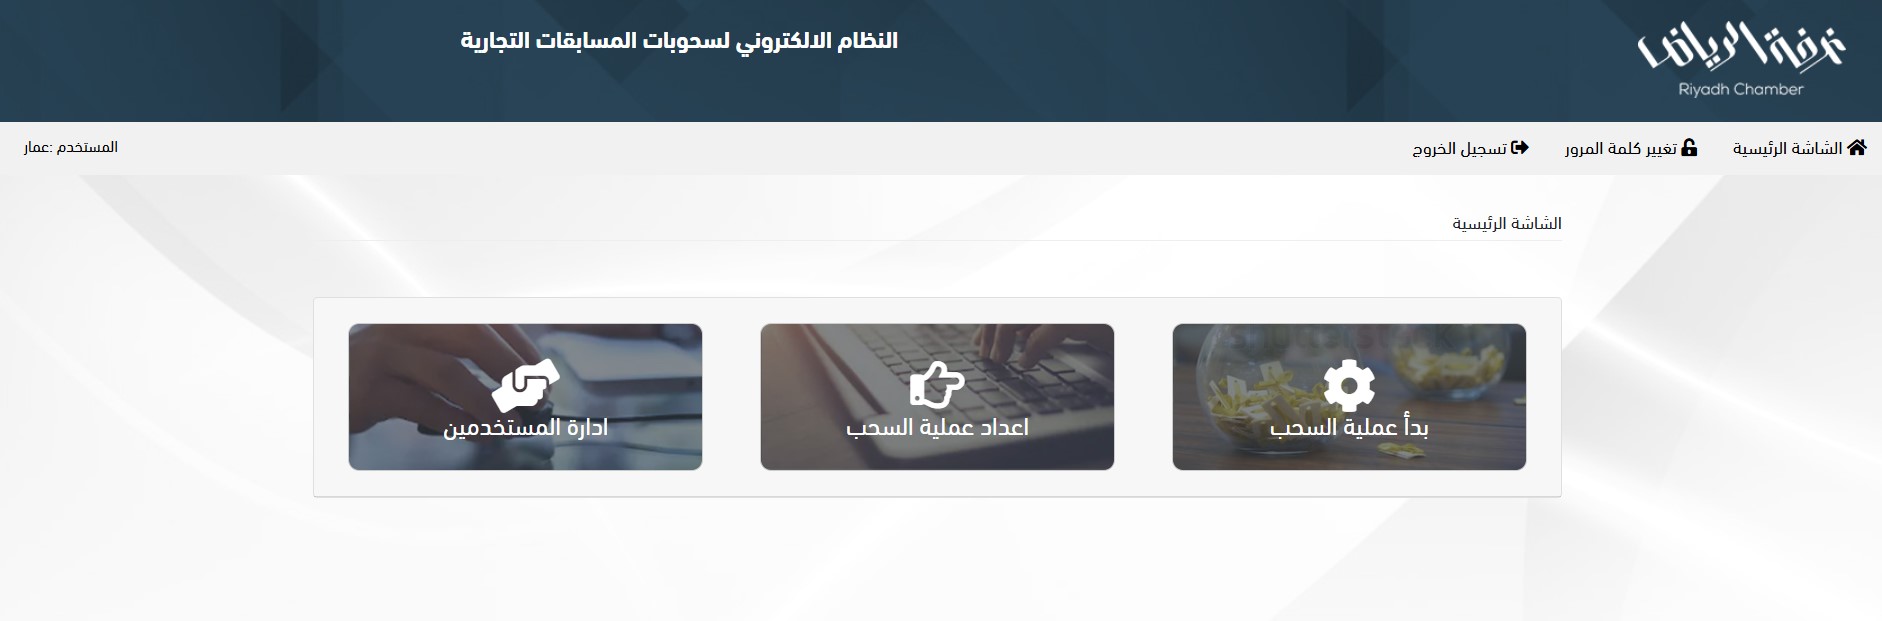 غرفة الرياض
Riyadh Chamber
النظام الالكتروني لسحوبات المسابقات التجارية
الشاشة الرئيسية
تغيير كلمة المرور
تسجيل الخروج
المستخدم :عمار
الشاشة الرئيسية
بدأ عملية السحب
اعداد عملية السحب
ادارة المستخدمين